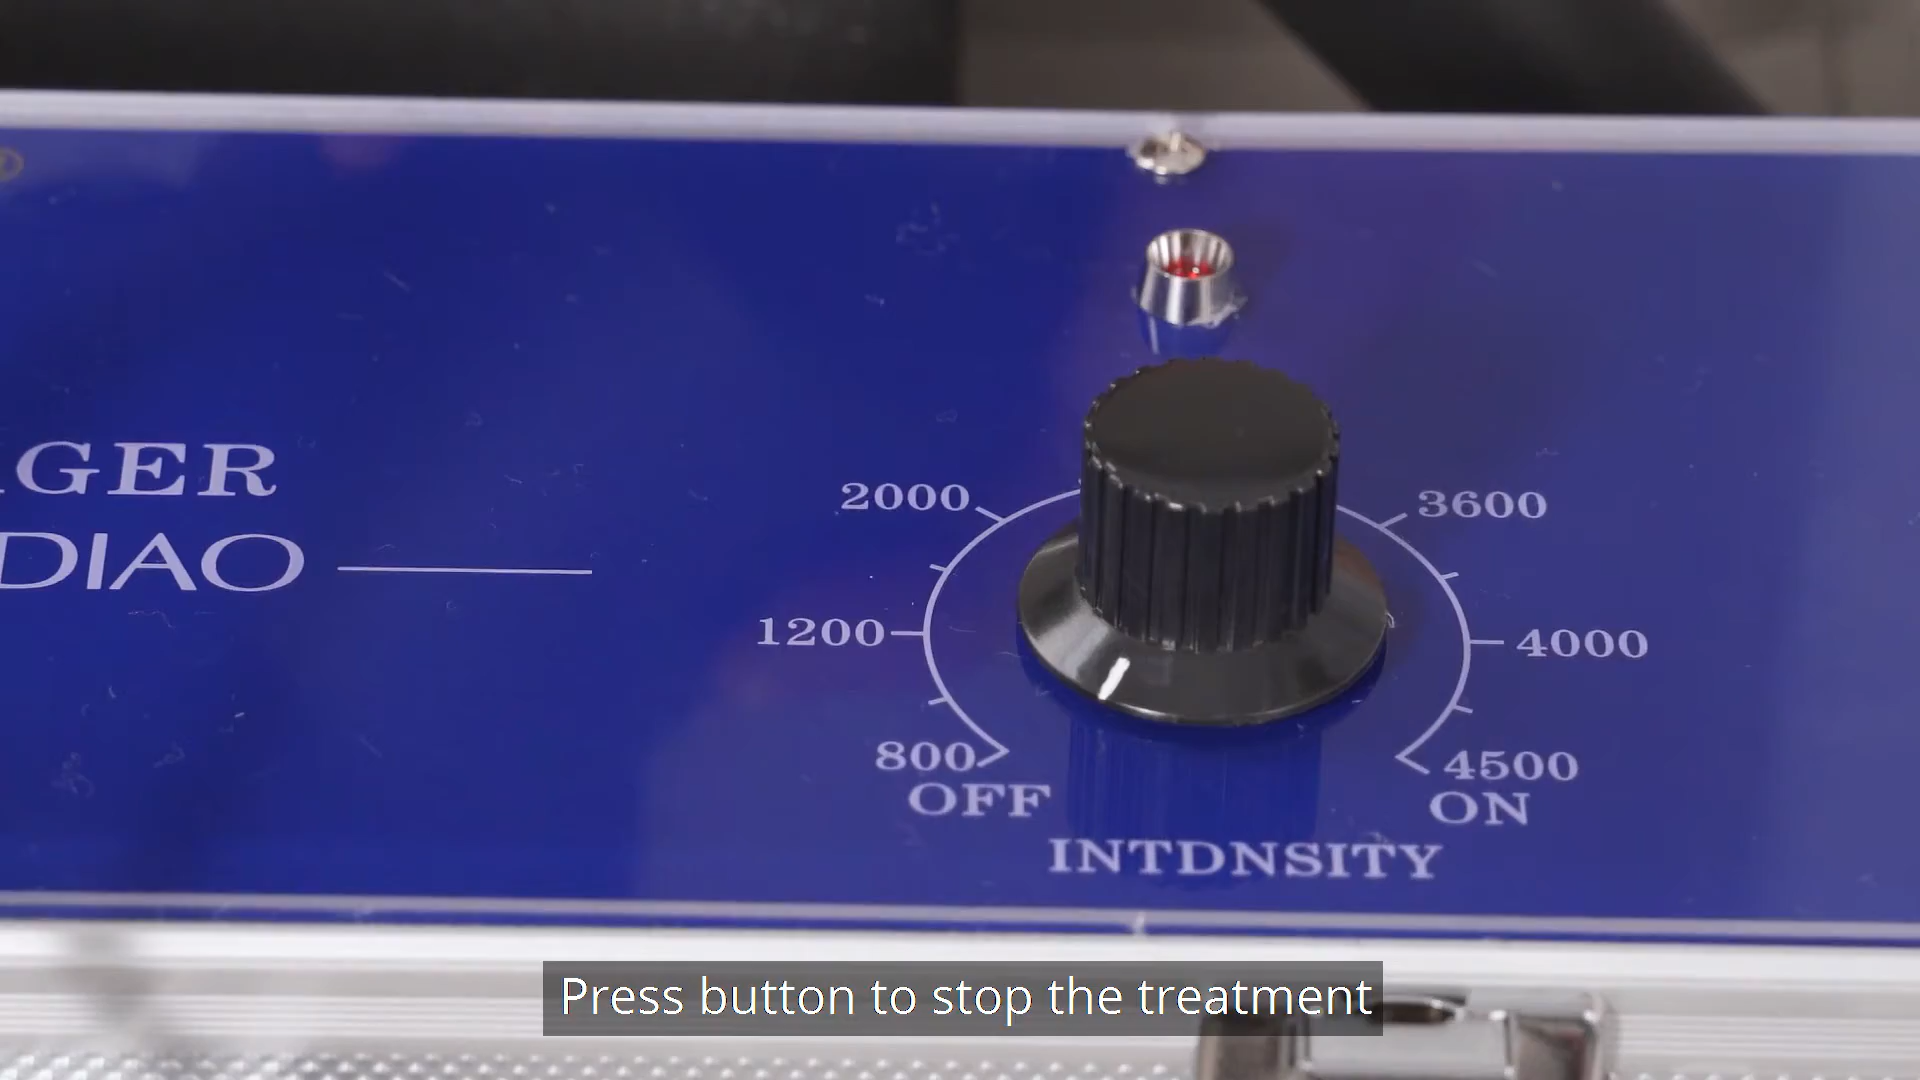 GER
DIAO
2000
3600
1200
4000
800
4500
OFF
ON
INTDNSITY
Press button to stop the treatment